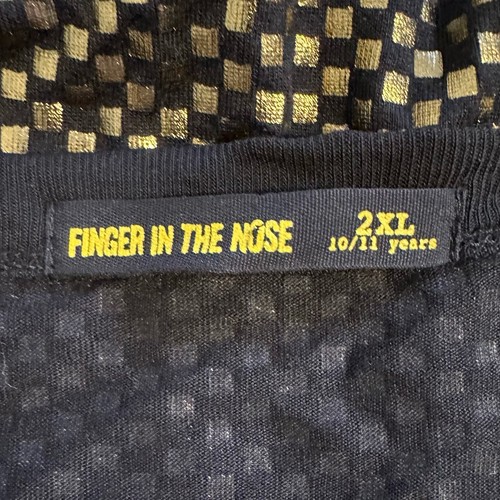 FINGER IN THE NOSE
2XL
10/11 years